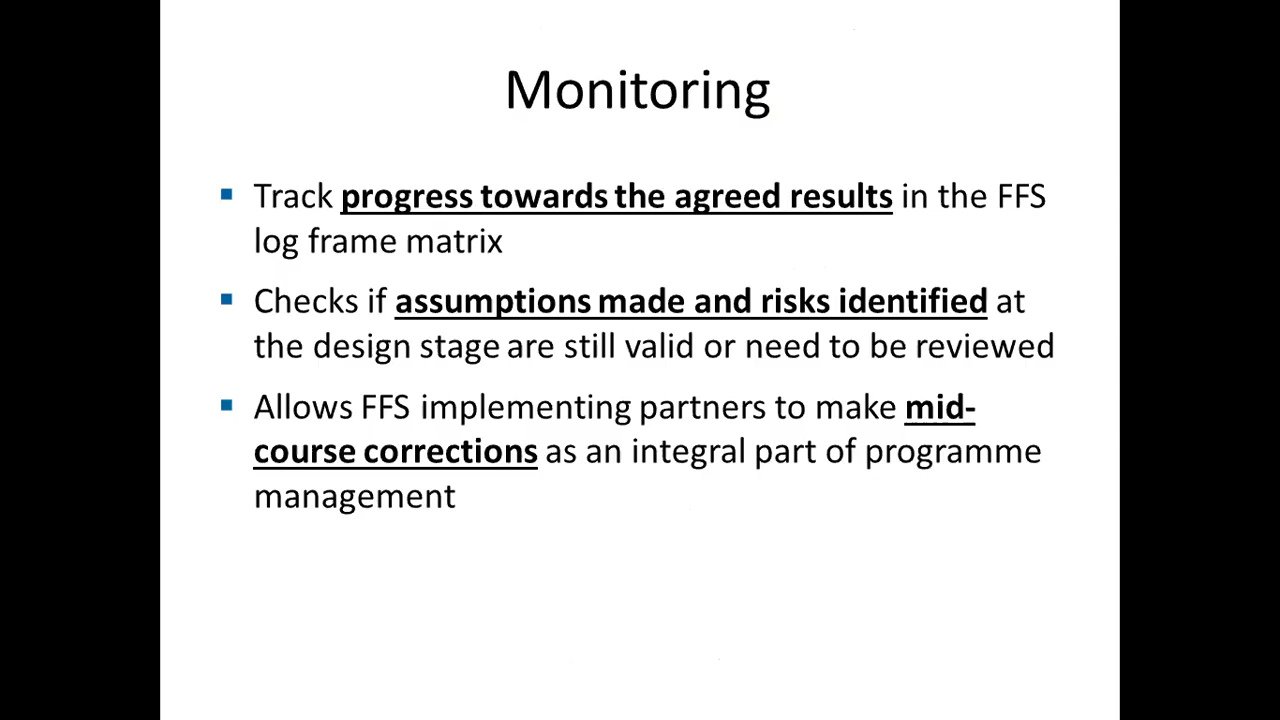 Monitoring
▪ Track progress towards the agreed results in the FFS
log frame matrix
▪ Checks if assumptions made and risks identified at
the design stage are still valid or need to be reviewed
▪ Allows FFS implementing partners to make mid-
course corrections as an integral part of programme
management